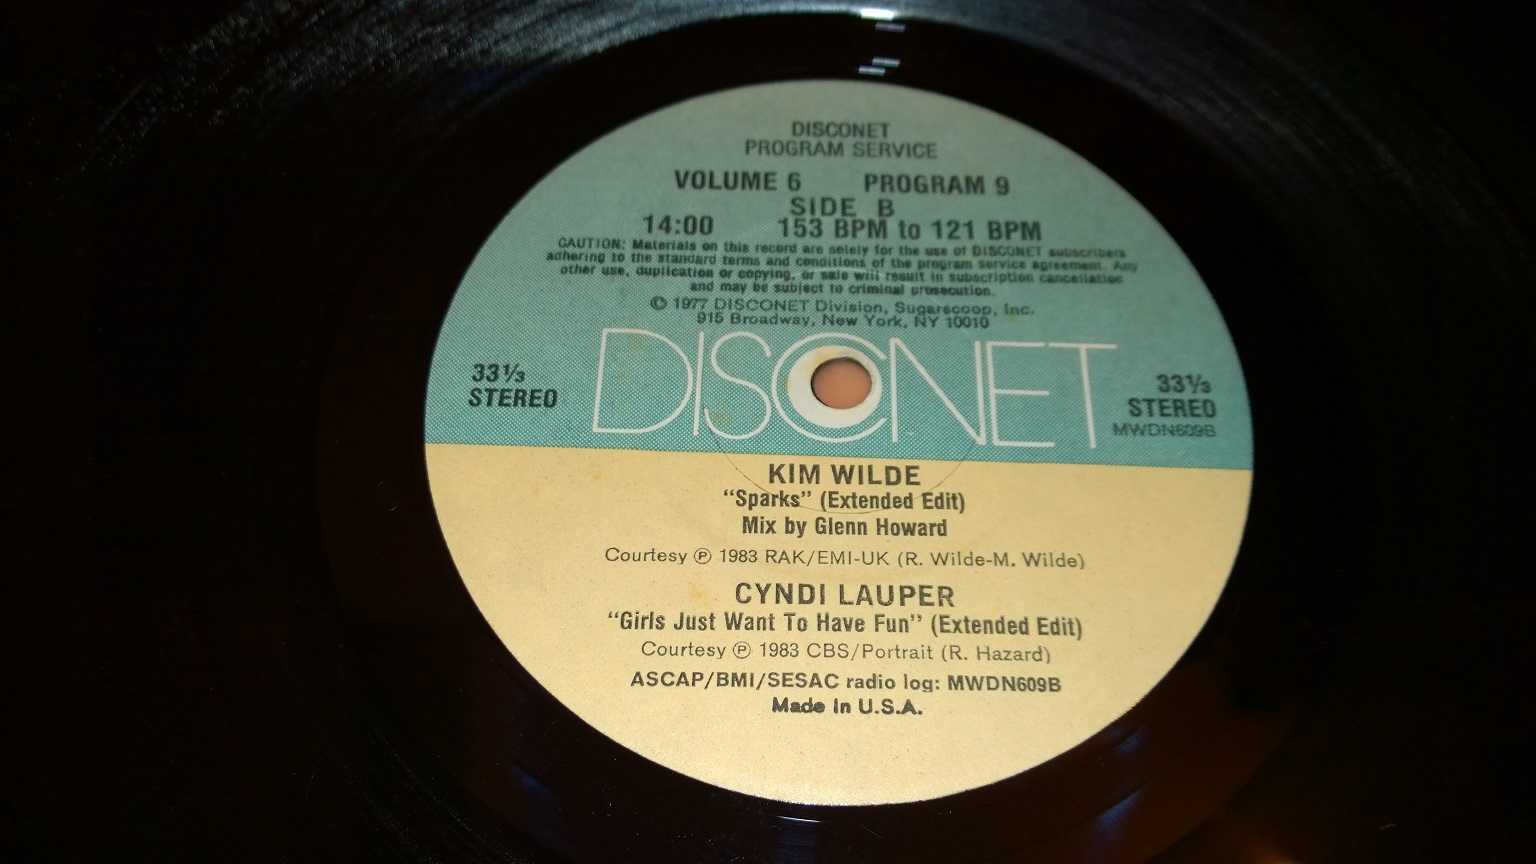 DISCONET
PROGRAM SERVICE
VOLUME 6 PROGRAM 9
SIDE B
14:00 153 BPM to 121 BPM
CAUTION: Materials on this record are solely for the use of DISCONET subscribers
adhering to the standard terms and conditions of the program service agreement. Any
other use, duplication or copying, or sale will result in subscription cancellation
and may be subject to criminal prosecution.
© 1977 DISCONET Division, Sugarscoop, Inc.
915 Broadway, New York, NY 10010
DISCONET
33⅓
STEREO
33⅓
STEREO
MWDN609B
KIM WILDE
“Sparks” (Extended Edit)
Mix by Glenn Howard
Courtesy ℗ 1983 RAK/EMI-UK (R. Wilde-M. Wilde)
CYNDI LAUPER
“Girls Just Want To Have Fun” (Extended Edit)
Courtesy ℗ 1983 CBS/Portrait (R. Hazard)
ASCAP/BMI/SESAC radio log: MWDN609B
Made in U.S.A.